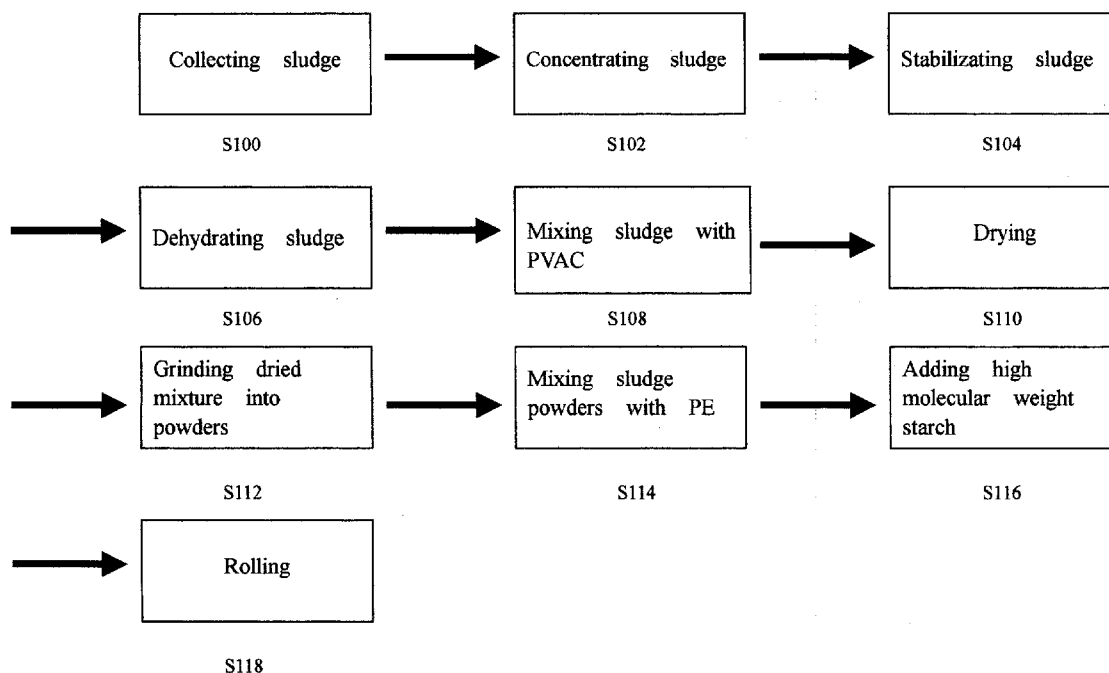 Collecting sludge
Concentrating sludge
Stabilizating sludge
S100
S102
S104
Dehydrating sludge
Mixing sludge with
PVAC
Drying
S106
S108
S110
Grinding dried
mixture into
powders
Mixing sludge
powders with PE
Adding high
molecular weight
starch
S112
S114
S116
Rolling
S118